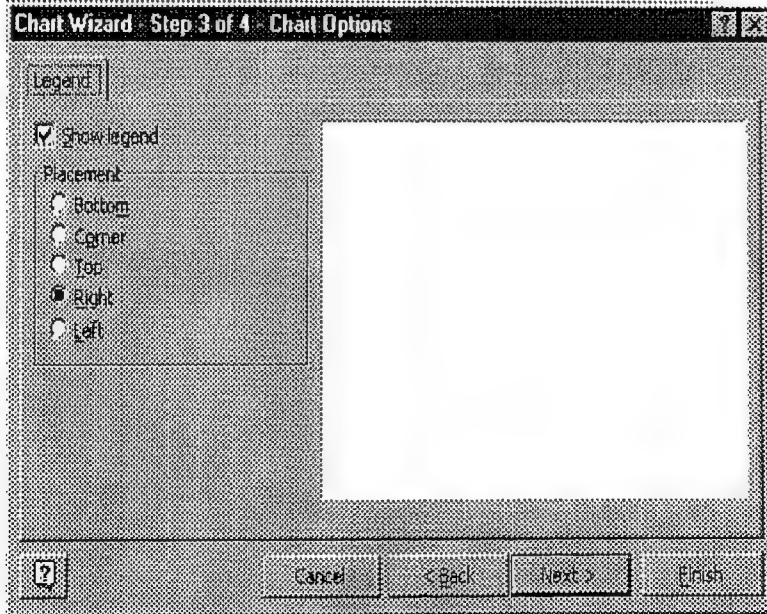 Chart Wizard - Step 3 of 4 - Chart Options ? X
Legend
Show legend
Placement
Bottom
Corner
Top
Right
Left
? Cancel < Back Next > Finish